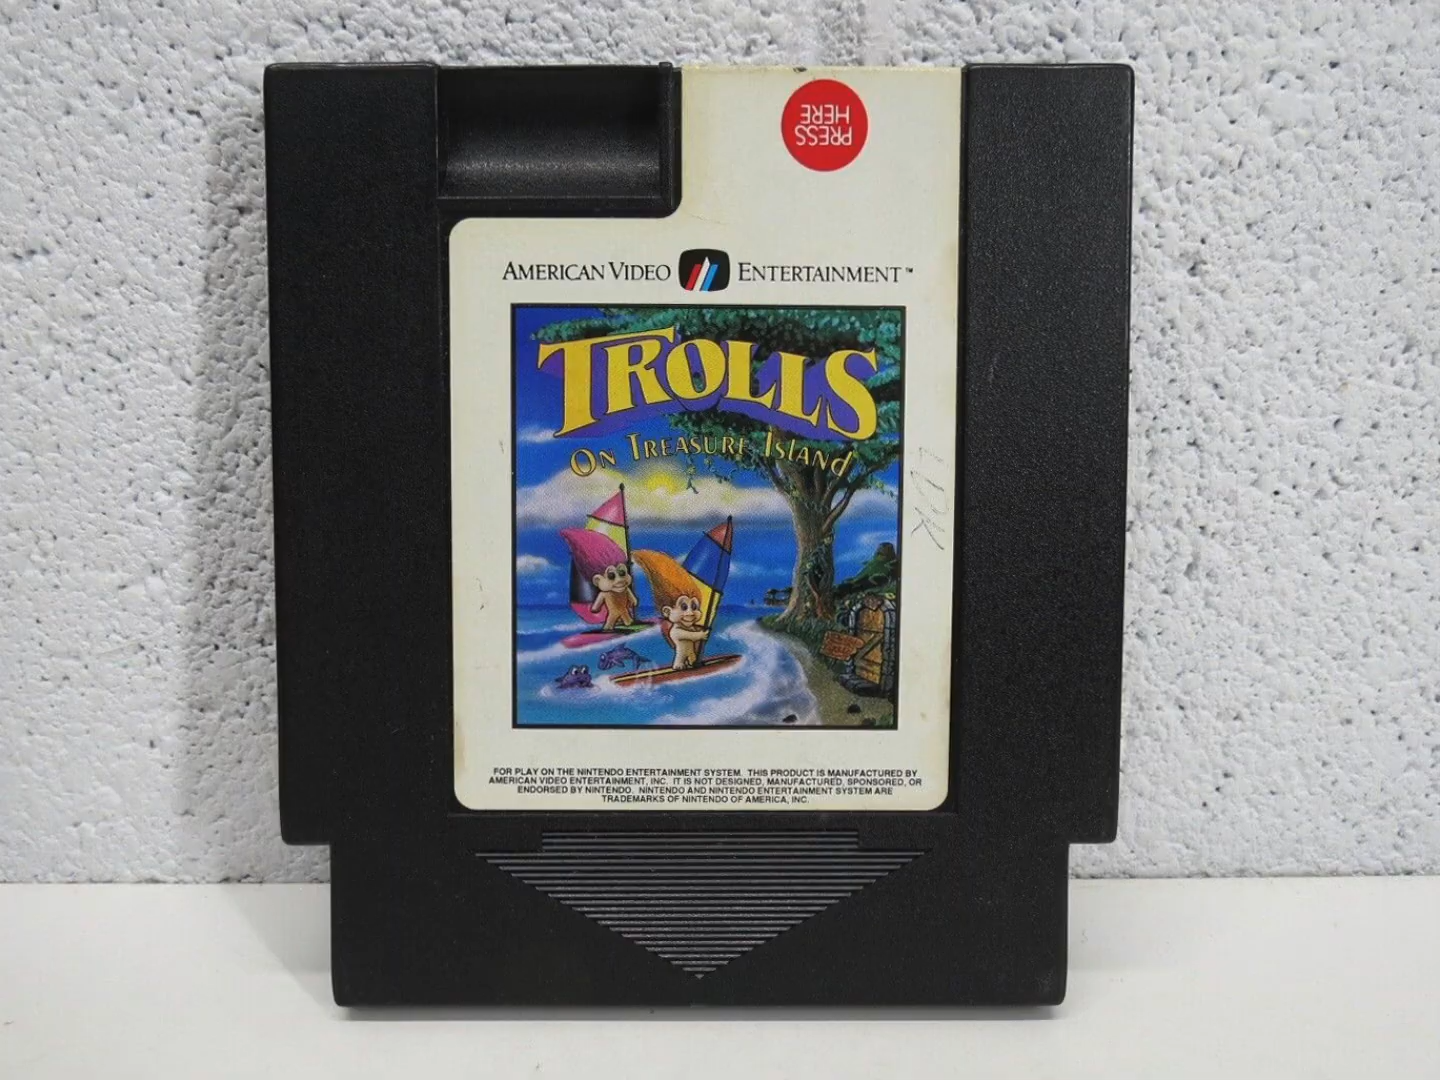 PRESS
HERE
AMERICAN VIDEO ENTERTAINMENT™
TROLLS
ON TREASURE ISLAND
FOR PLAY ON THE NINTENDO ENTERTAINMENT SYSTEM. THIS PRODUCT IS MANUFACTURED BY
AMERICAN VIDEO ENTERTAINMENT, INC. IT IS NOT DESIGNED, MANUFACTURED, SPONSORED, OR
ENDORSED BY NINTENDO. NINTENDO AND NINTENDO ENTERTAINMENT SYSTEM ARE
TRADEMARKS OF NINTENDO OF AMERICA, INC.